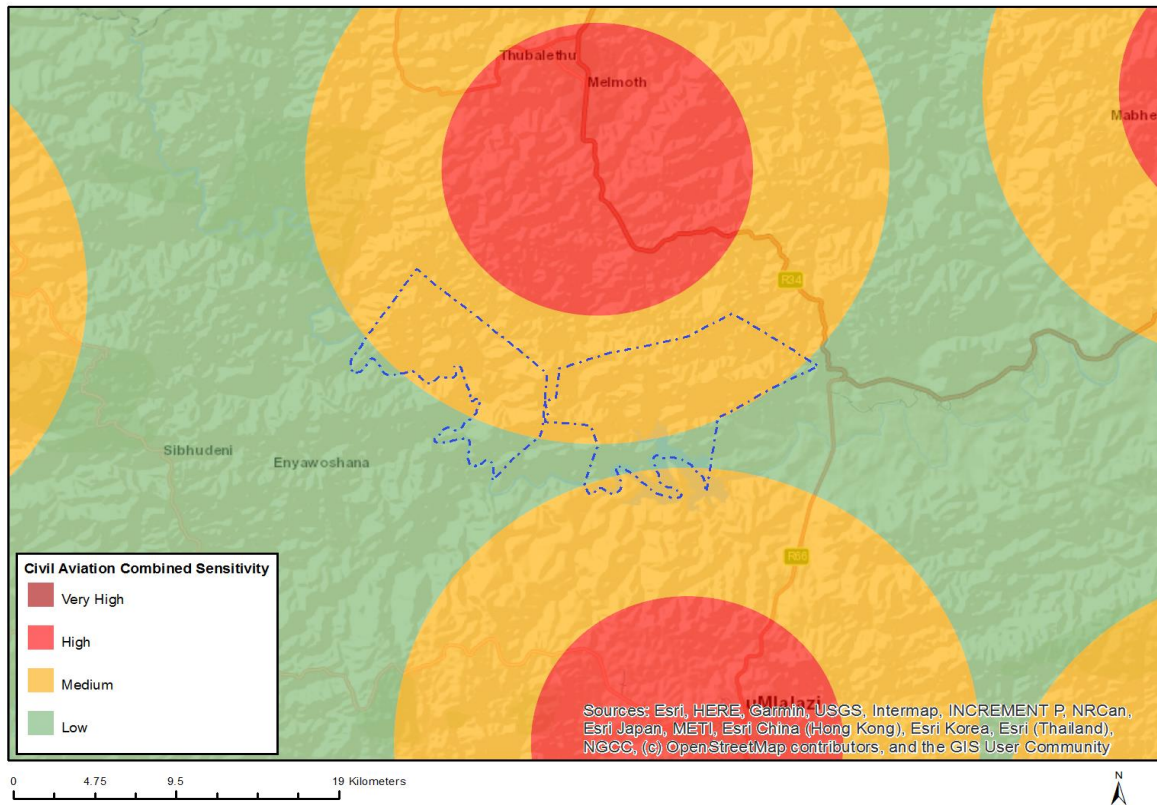 Thubalethu
Melmoth
Mabhe
R34
Sibhudeni
Enyawoshana
R66
uMlalazi
Civil Aviation Combined Sensitivity
Very High
High
Medium
Low
Sources: Esri, HERE, Garmin, USGS, Intermap, INCREMENT P, NRCan,
Esri Japan, METI, Esri China (Hong Kong), Esri Korea, Esri (Thailand),
NGCC, (c) OpenStreetMap contributors, and the GIS User Community
0 4.75 9.5 19 Kilometers
N